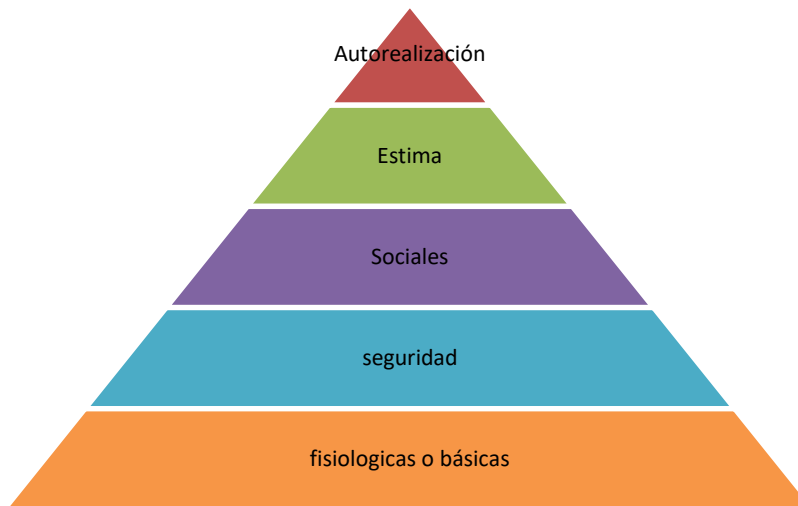 Autorealización
Estima
Sociales
seguridad
fisiologicas o básicas